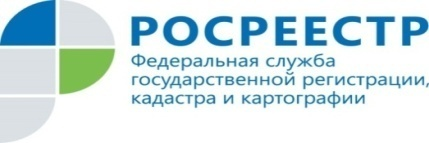 РОСРЕЕСТР
Федеральная служба
государственной регистрации,
кадастра и картографии